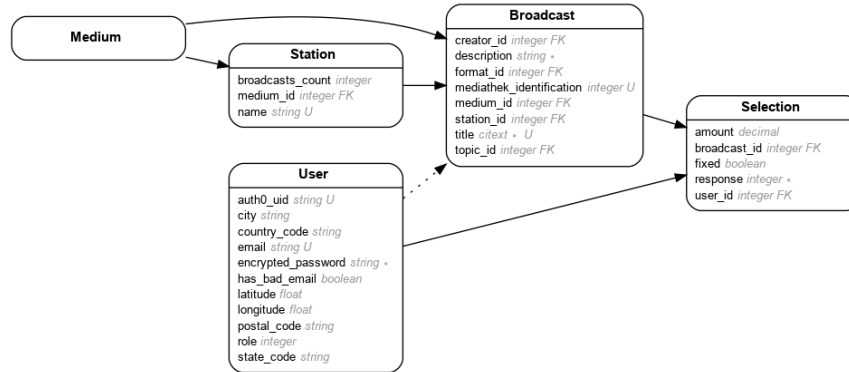 Medium
Station
broadcasts_count integer
medium_id integer FK
name string U
User
auth0_uid string U
city string
country_code string
email string U
encrypted_password string *
has_bad_email boolean
latitude float
longitude float
postal_code string
role integer
state_code string
Broadcast
creator_id integer FK
description string *
format_id integer FK
mediathek_identification integer U
medium_id integer FK
station_id integer FK
title citext * U
topic_id integer FK
Selection
amount decimal
broadcast_id integer FK
fixed boolean
response integer *
user_id integer FK